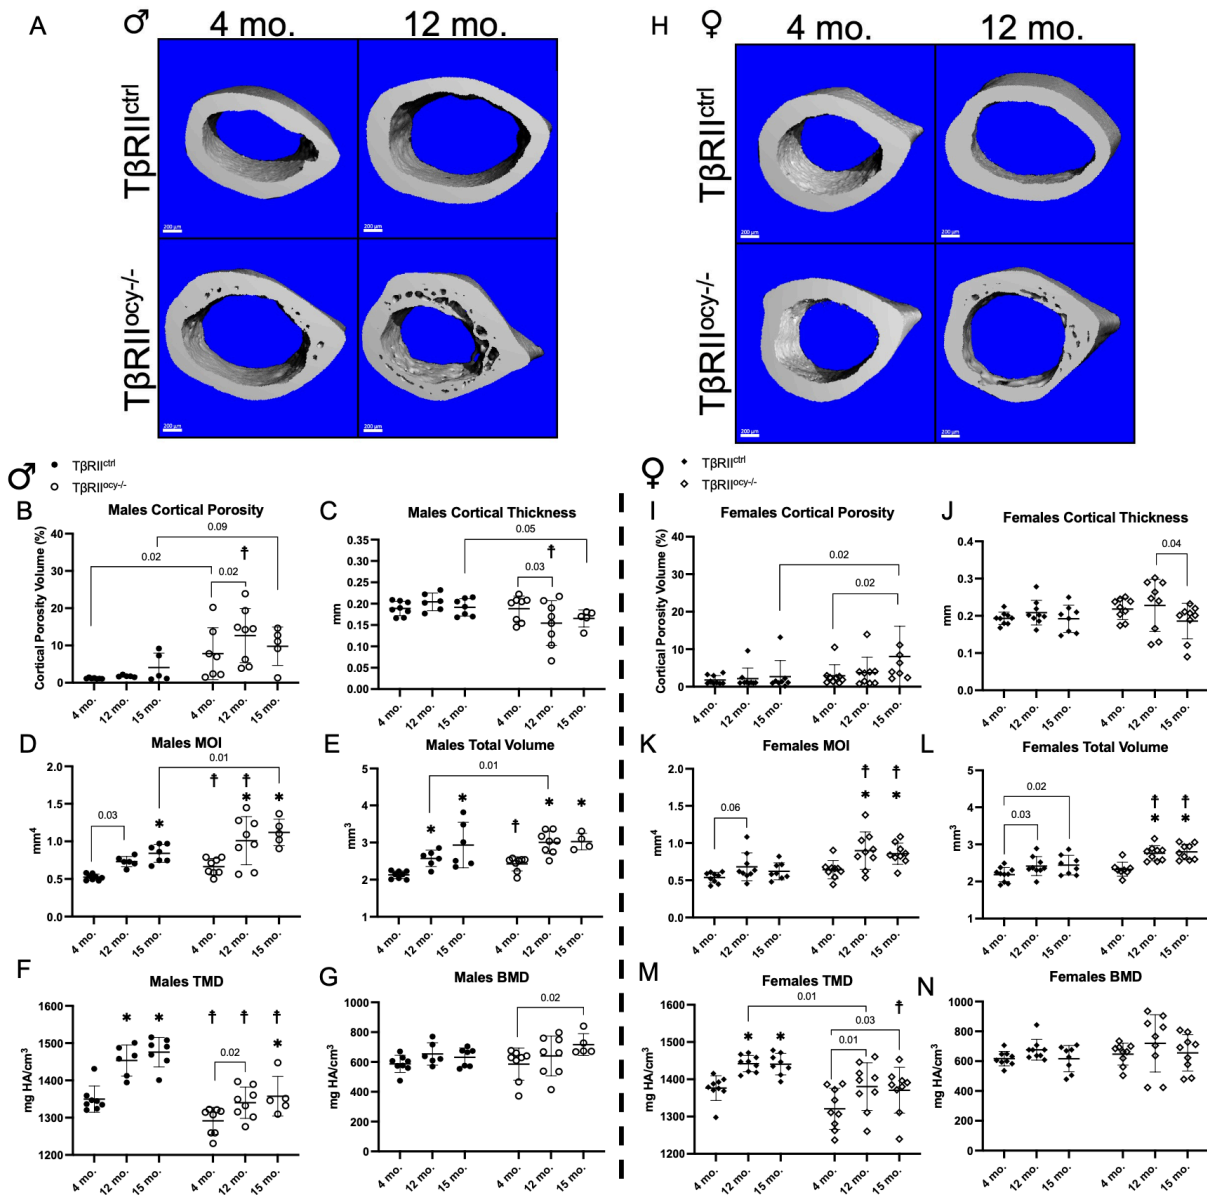 A ♂ 4 mo. 12 mo.
TβRIIctrl
TβRIIocy-/-
200 µm
200 µm
200 µm
200 µm
H ♀ 4 mo. 12 mo.
TβRIIctrl
TβRIIocy-/-
200 µm
200 µm
200 µm
200 µm
♂ ● TβRIIctrl
○ TβRIIocy-/-
♀ ◆ TβRIIctrl
◇ TβRIIocy-/-
B Males Cortical Porosity
Cortical Porosity Volume (%)
40
30
20
10
0
0.09
0.02
0.02
†
4 mo. 12 mo. 15 mo. 4 mo. 12 mo. 15 mo.
C Males Cortical Thickness
mm
0.35
0.30
0.25
0.20
0.15
0.10
0.05
0.00
0.05
†
0.03
4 mo. 12 mo. 15 mo. 4 mo. 12 mo. 15 mo.
I Females Cortical Porosity
Cortical Porosity Volume (%)
40
30
20
10
0
0.02
0.02
4 mo. 12 mo. 15 mo. 4 mo. 12 mo. 15 mo.
J Females Cortical Thickness
mm
0.4
0.3
0.2
0.1
0.0
0.04
4 mo. 12 mo. 15 mo. 4 mo. 12 mo. 15 mo.
D Males MOI
mm4
2.0
1.5
1.0
0.5
0.0
0.01
0.03
* † † * *
4 mo. 12 mo. 15 mo. 4 mo. 12 mo. 15 mo.
E Males Total Volume
mm3
5
4
3
2
1
0.01
* * † * *
4 mo. 12 mo. 15 mo. 4 mo. 12 mo. 15 mo.
K Females MOI
mm4
2.0
1.5
1.0
0.5
0.0
0.06
† †
* *
4 mo. 12 mo. 15 mo. 4 mo. 12 mo. 15 mo.
L Females Total Volume
mm3
5
4
3
2
1
0.02
0.03
† †
* *
4 mo. 12 mo. 15 mo. 4 mo. 12 mo. 15 mo.
F Males TMD
mg HA/cm3
1600
1500
1400
1300
1200
* * † † †
*
0.02
4 mo. 12 mo. 15 mo. 4 mo. 12 mo. 15 mo.
G Males BMD
mg HA/cm3
1000
800
600
400
200
0
0.02
4 mo. 12 mo. 15 mo. 4 mo. 12 mo. 15 mo.
M Females TMD
mg HA/cm3
1600
1500
1400
1300
1200
0.01
†
0.03
* *
0.01
4 mo. 12 mo. 15 mo. 4 mo. 12 mo. 15 mo.
N Females BMD
mg HA/cm3
1000
800
600
400
200
0
4 mo. 12 mo. 15 mo. 4 mo. 12 mo. 15 mo.